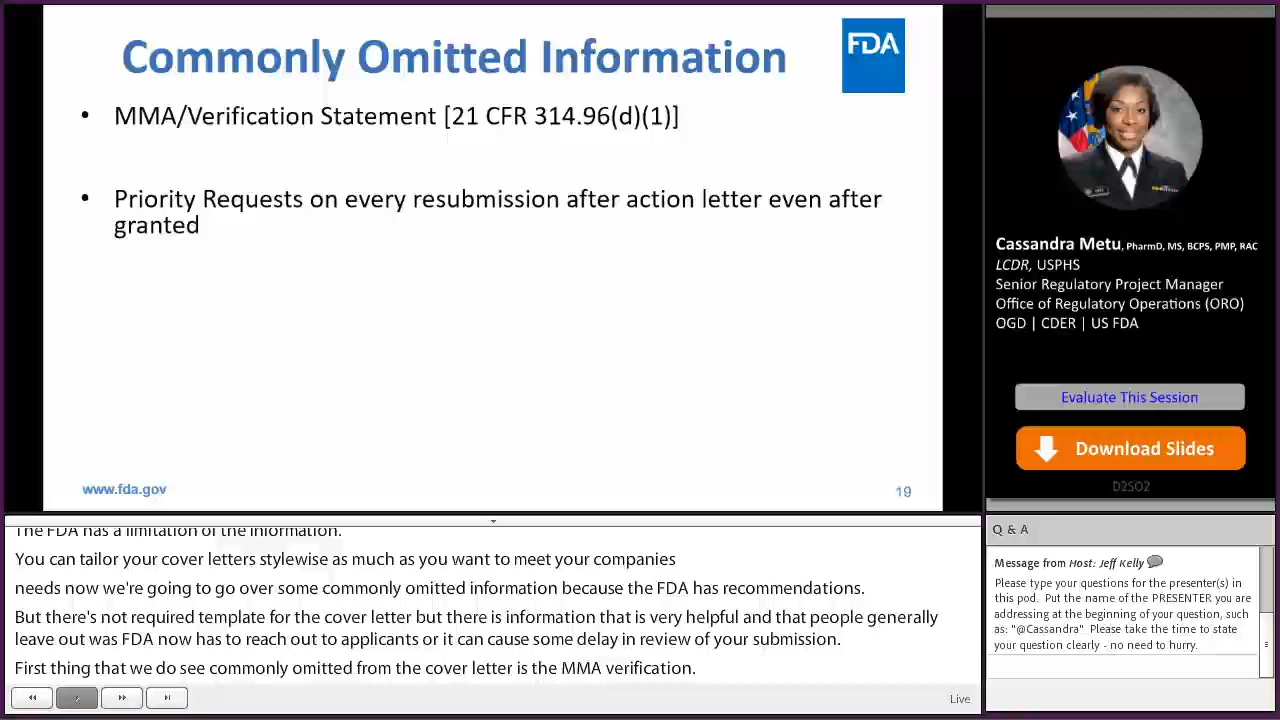 Commonly Omitted Information
FDA
• MMA/Verification Statement [21 CFR 314.96(d)(1)]
• Priority Requests on every resubmission after action letter even after
granted
www.fda.gov
19
Cassandra Metu, PharmD, MS, BCPS, PMP, RAC
LCDR, USPHS
Senior Regulatory Project Manager
Office of Regulatory Operations (ORO)
OGD | CDER | US FDA
Evaluate This Session
Download Slides
D2SO2
The FDA has a limitation of the information.
You can tailor your cover letters stylewise as much as you want to meet your companies
needs now we're going to go over some commonly omitted information because the FDA has recommendations.
But there's not required template for the cover letter but there is information that is very helpful and that people generally
leave out was FDA now has to reach out to applicants or it can cause some delay in review of your submission.
First thing that we do see commonly omitted from the cover letter is the MMA verification.
Live
Q & A
Message from Host: Jeff Kelly
Please type your questions for the presenter(s) in
this pod. Put the name of the PRESENTER you are
addressing at the beginning of your question, such
as: "@Cassandra" Please take the time to state
your question clearly - no need to hurry.